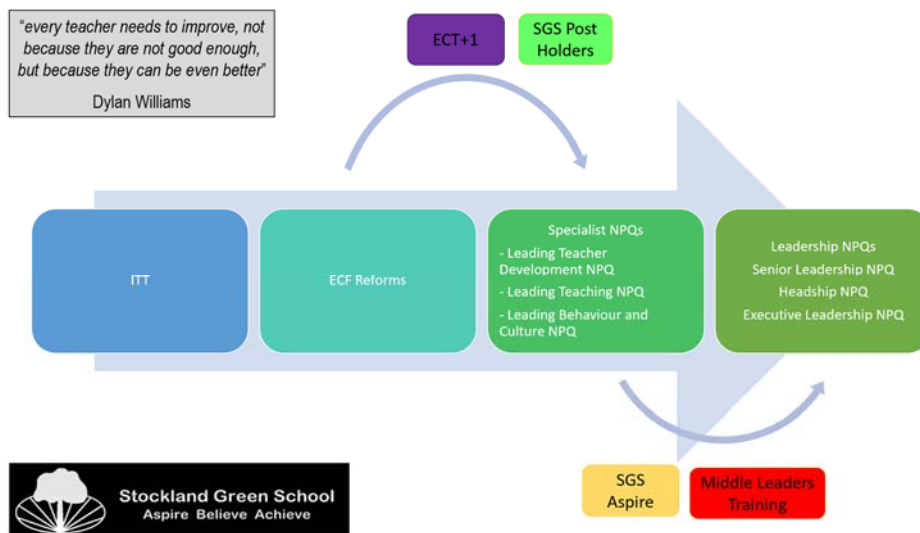 “every teacher needs to improve, not
because they are not good enough,
but because they can be even better”
Dylan Williams
ECT+1
SGS Post
Holders
ITT
ECF Reforms
Specialist NPQs
- Leading Teacher
Development NPQ
- Leading Teaching NPQ
- Leading Behaviour and
Culture NPQ
Leadership NPQs
Senior Leadership NPQ
Headship NPQ
Executive Leadership NPQ
SGS
Aspire
Middle Leaders
Training
Stockland Green School
Aspire Believe Achieve